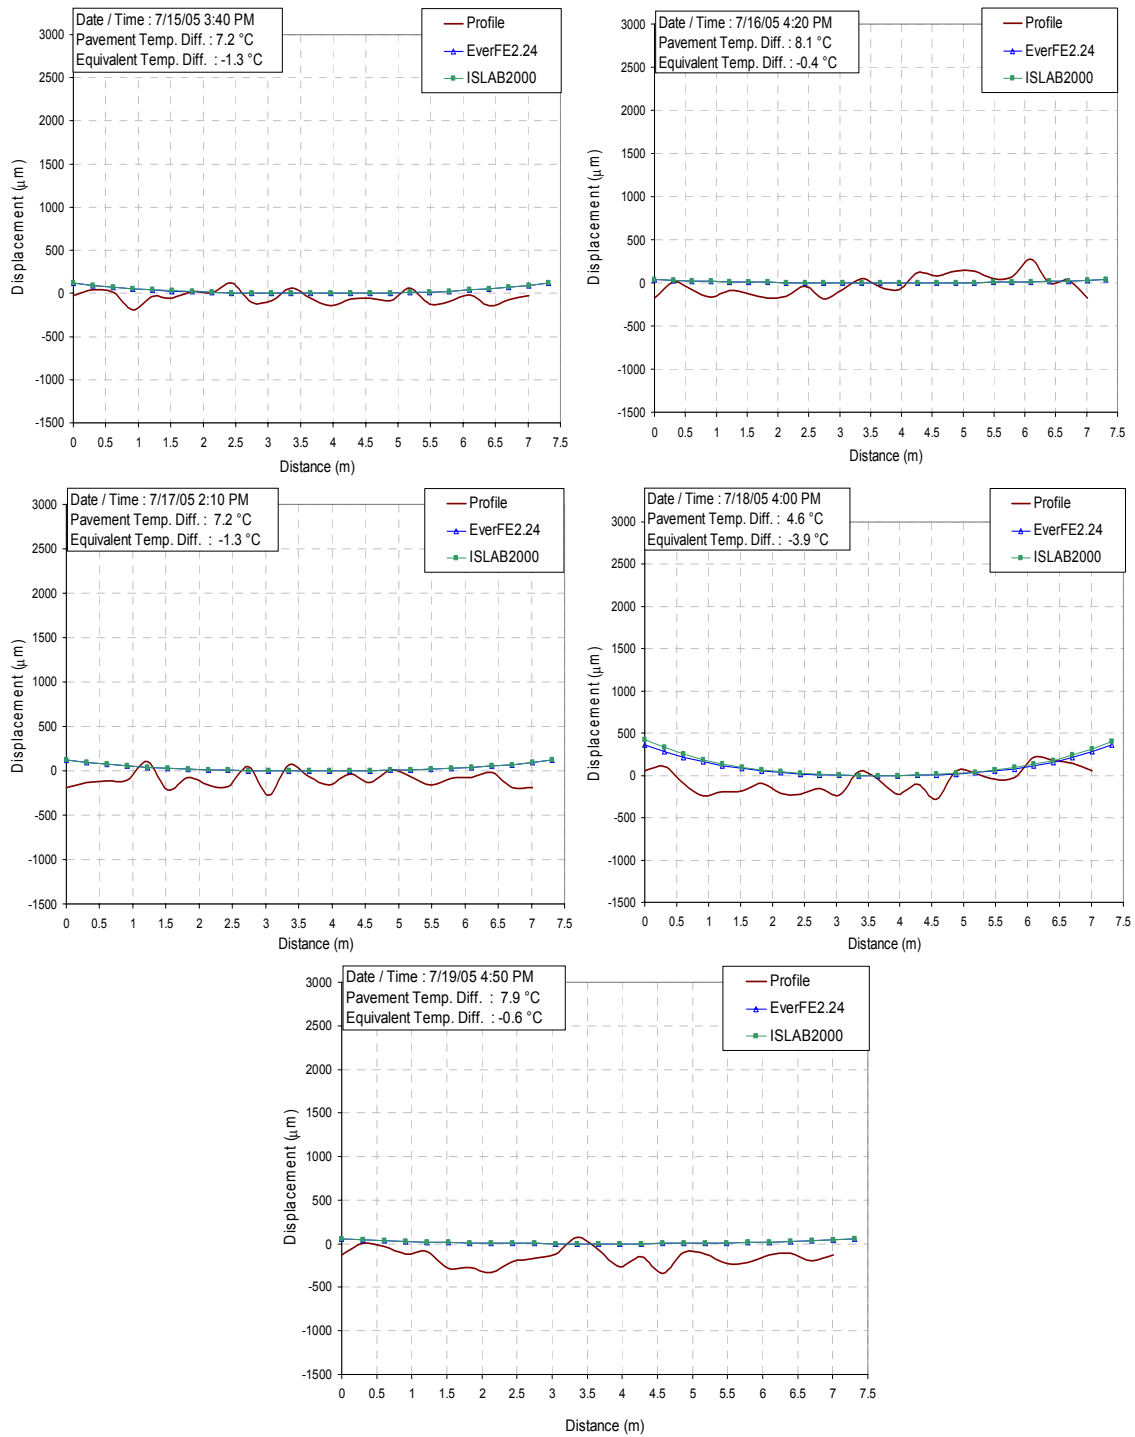 Date / Time : 7/15/05 3:40 PM
Pavement Temp. Diff. : 7.2 °C
Equivalent Temp. Diff. : -1.3 °C
Profile
EverFE2.24
ISLAB2000
3000
2500
2000
1500
1000
500
0
-500
-1000
-1500
Displacement (μm)
0 0.5 1 1.5 2 2.5 3 3.5 4 4.5 5 5.5 6 6.5 7 7.5
Distance (m)
Date / Time : 7/16/05 4:20 PM
Pavement Temp. Diff. : 8.1 °C
Equivalent Temp. Diff. : -0.4 °C
Profile
EverFE2.24
ISLAB2000
3000
2500
2000
1500
1000
500
0
-500
-1000
-1500
Displacement (μm)
0 0.5 1 1.5 2 2.5 3 3.5 4 4.5 5 5.5 6 6.5 7 7.5
Distance (m)
Date / Time : 7/17/05 2:10 PM
Pavement Temp. Diff. : 7.2 °C
Equivalent Temp. Diff. : -1.3 °C
Profile
EverFE2.24
ISLAB2000
3000
2500
2000
1500
1000
500
0
-500
-1000
-1500
Displacement (μm)
0 0.5 1 1.5 2 2.5 3 3.5 4 4.5 5 5.5 6 6.5 7 7.5
Distance (m)
Date / Time : 7/18/05 4:00 PM
Pavement Temp. Diff. : 4.6 °C
Equivalent Temp. Diff. : -3.9 °C
Profile
EverFE2.24
ISLAB2000
3000
2500
2000
1500
1000
500
0
-500
-1000
-1500
Displacement (μm)
0 0.5 1 1.5 2 2.5 3 3.5 4 4.5 5 5.5 6 6.5 7 7.5
Distance (m)
Date / Time : 7/19/05 4:50 PM
Pavement Temp. Diff. : 7.9 °C
Equivalent Temp. Diff. : -0.6 °C
Profile
EverFE2.24
ISLAB2000
3000
2500
2000
1500
1000
500
0
-500
-1000
-1500
Displacement (μm)
0 0.5 1 1.5 2 2.5 3 3.5 4 4.5 5 5.5 6 6.5 7 7.5
Distance (m)